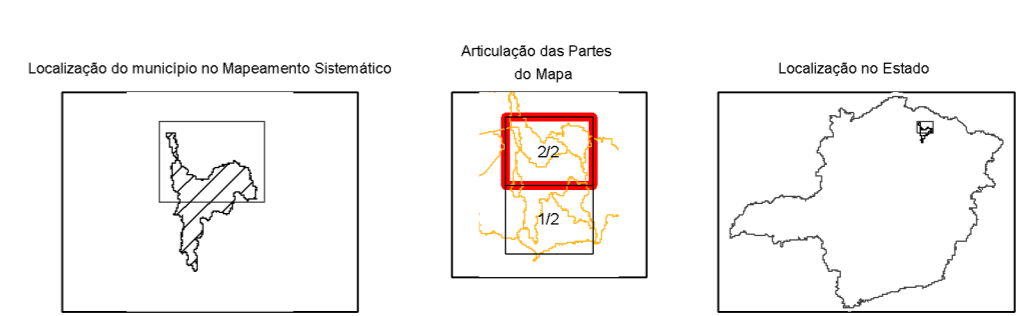 Localização do município no Mapeamento Sistemático
Articulação das Partes
do Mapa
2/2
1/2
Localização no Estado